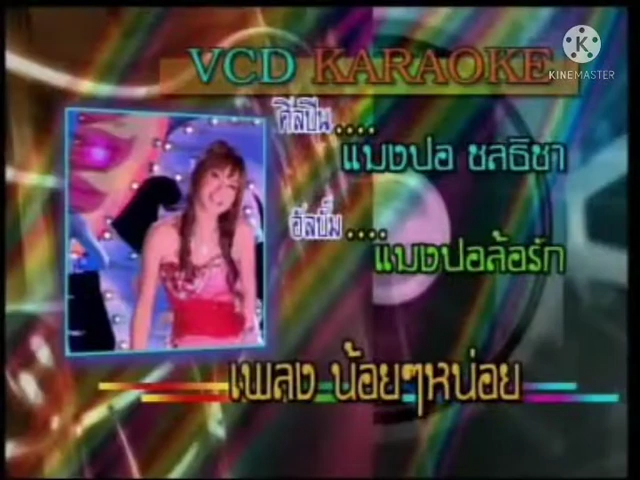 VCD KARAOKE
KINEMASTER
ศิลปิน....
แมงปอ ชลธิชา
อัลบั้ม....
แมงปอล้อร์ก
เพลง น้อยๆหน่อย